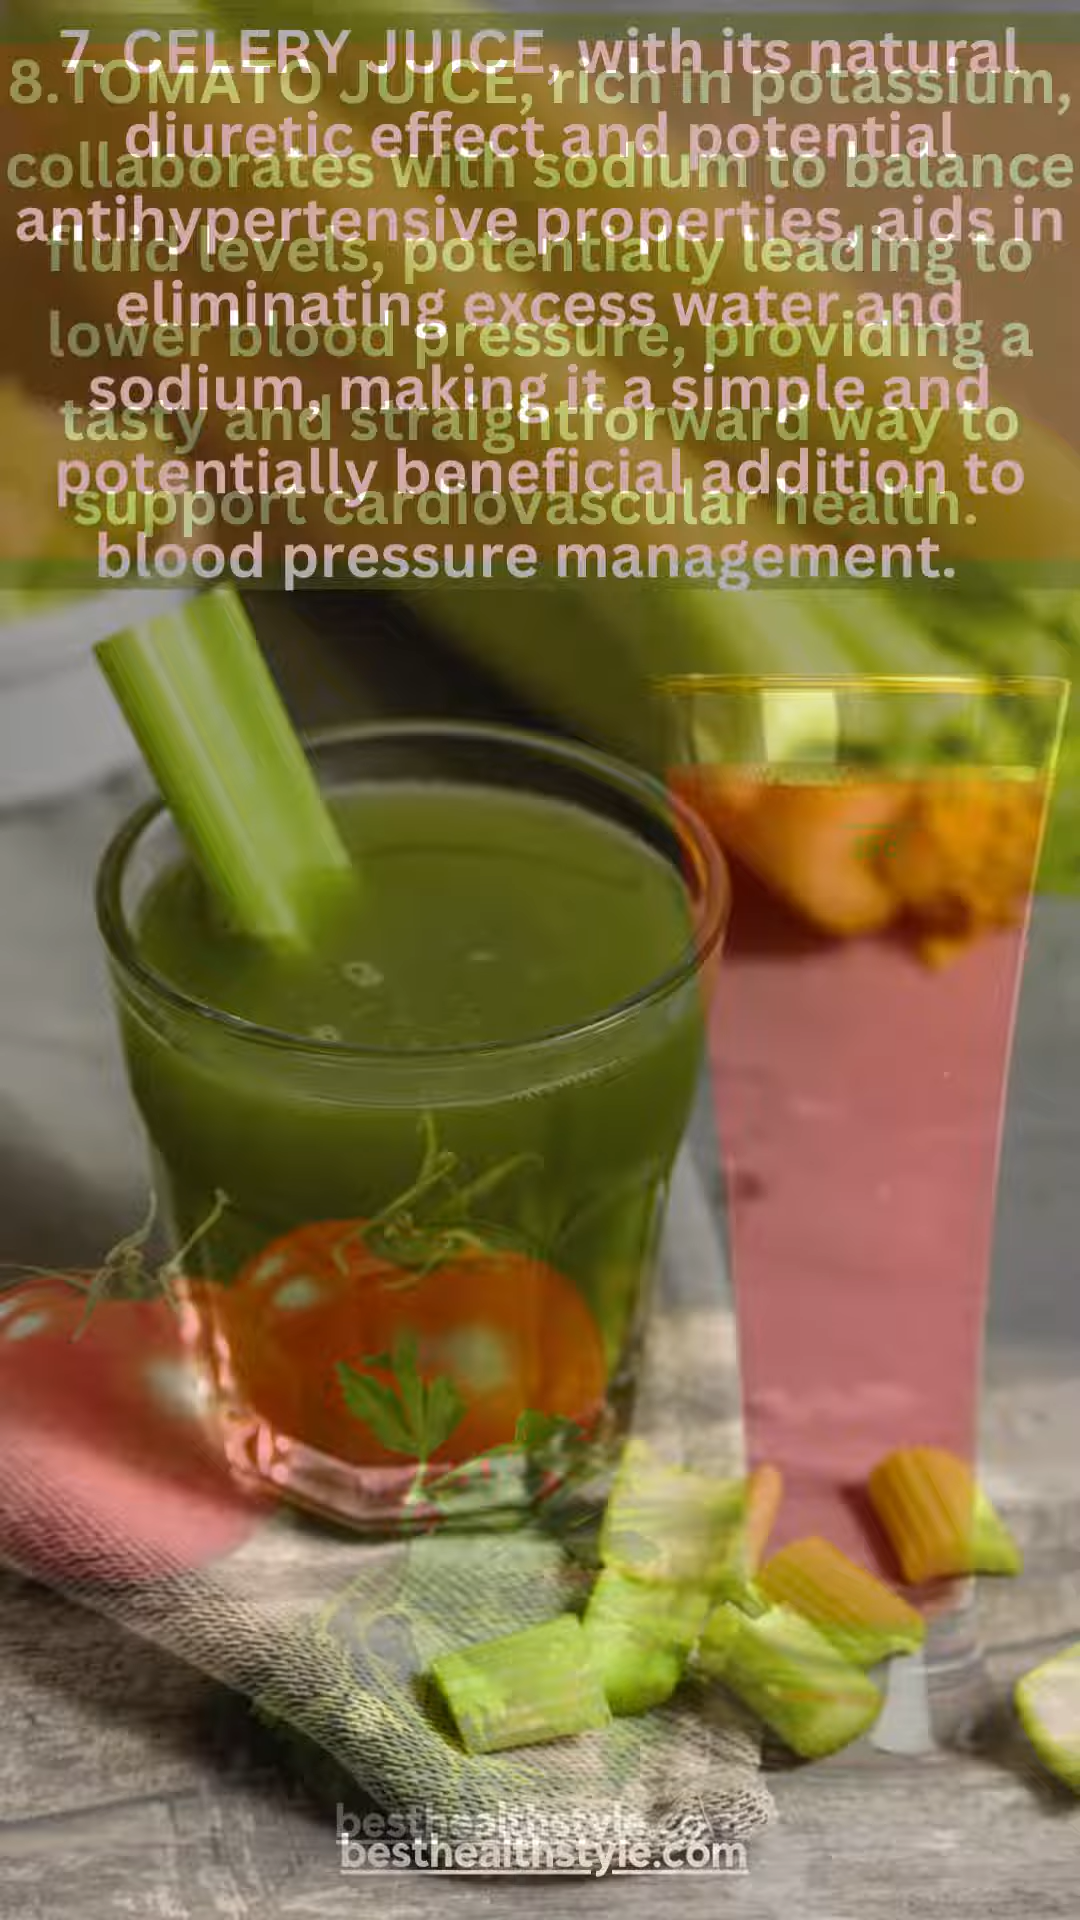 7. CELERY JUICE, with its natural
diuretic effect and potential
antihypertensive properties, aids in
eliminating excess water and
sodium, making it a simple and
potentially beneficial addition to
blood pressure management.
8.TOMATO JUICE, rich in potassium,
collaborates with sodium to balance
fluid levels, potentially leading to
lower blood pressure, providing a
tasty and straightforward way to
support cardiovascular health.
besthealthstyle.com
besthealthstyle.com